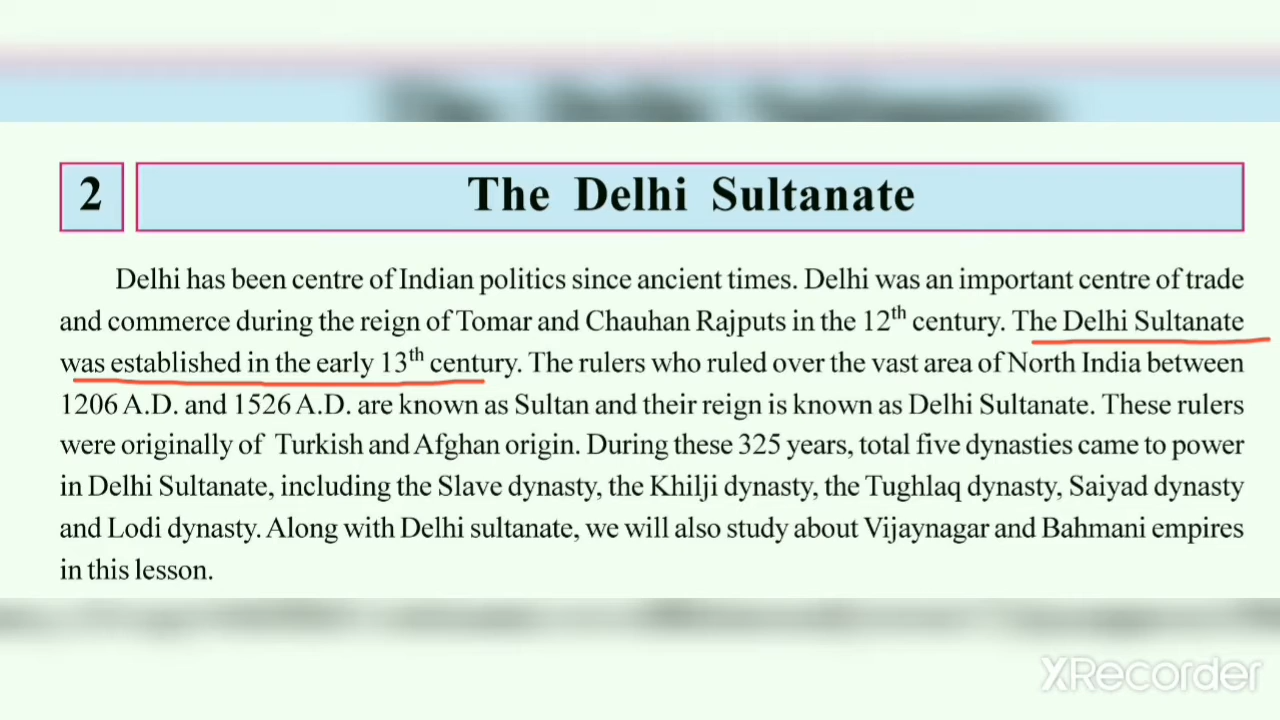 2
The Delhi Sultanate
Delhi has been centre of Indian politics since ancient times. Delhi was an important centre of trade
and commerce during the reign of Tomar and Chauhan Rajputs in the 12th century. The Delhi Sultanate
was established in the early 13th century. The rulers who ruled over the vast area of North India between
1206 A.D. and 1526 A.D. are known as Sultan and their reign is known as Delhi Sultanate. These rulers
were originally of Turkish and Afghan origin. During these 325 years, total five dynasties came to power
in Delhi Sultanate, including the Slave dynasty, the Khilji dynasty, the Tughlaq dynasty, Saiyad dynasty
and Lodi dynasty. Along with Delhi sultanate, we will also study about Vijaynagar and Bahmani empires
in this lesson.
XRecorder